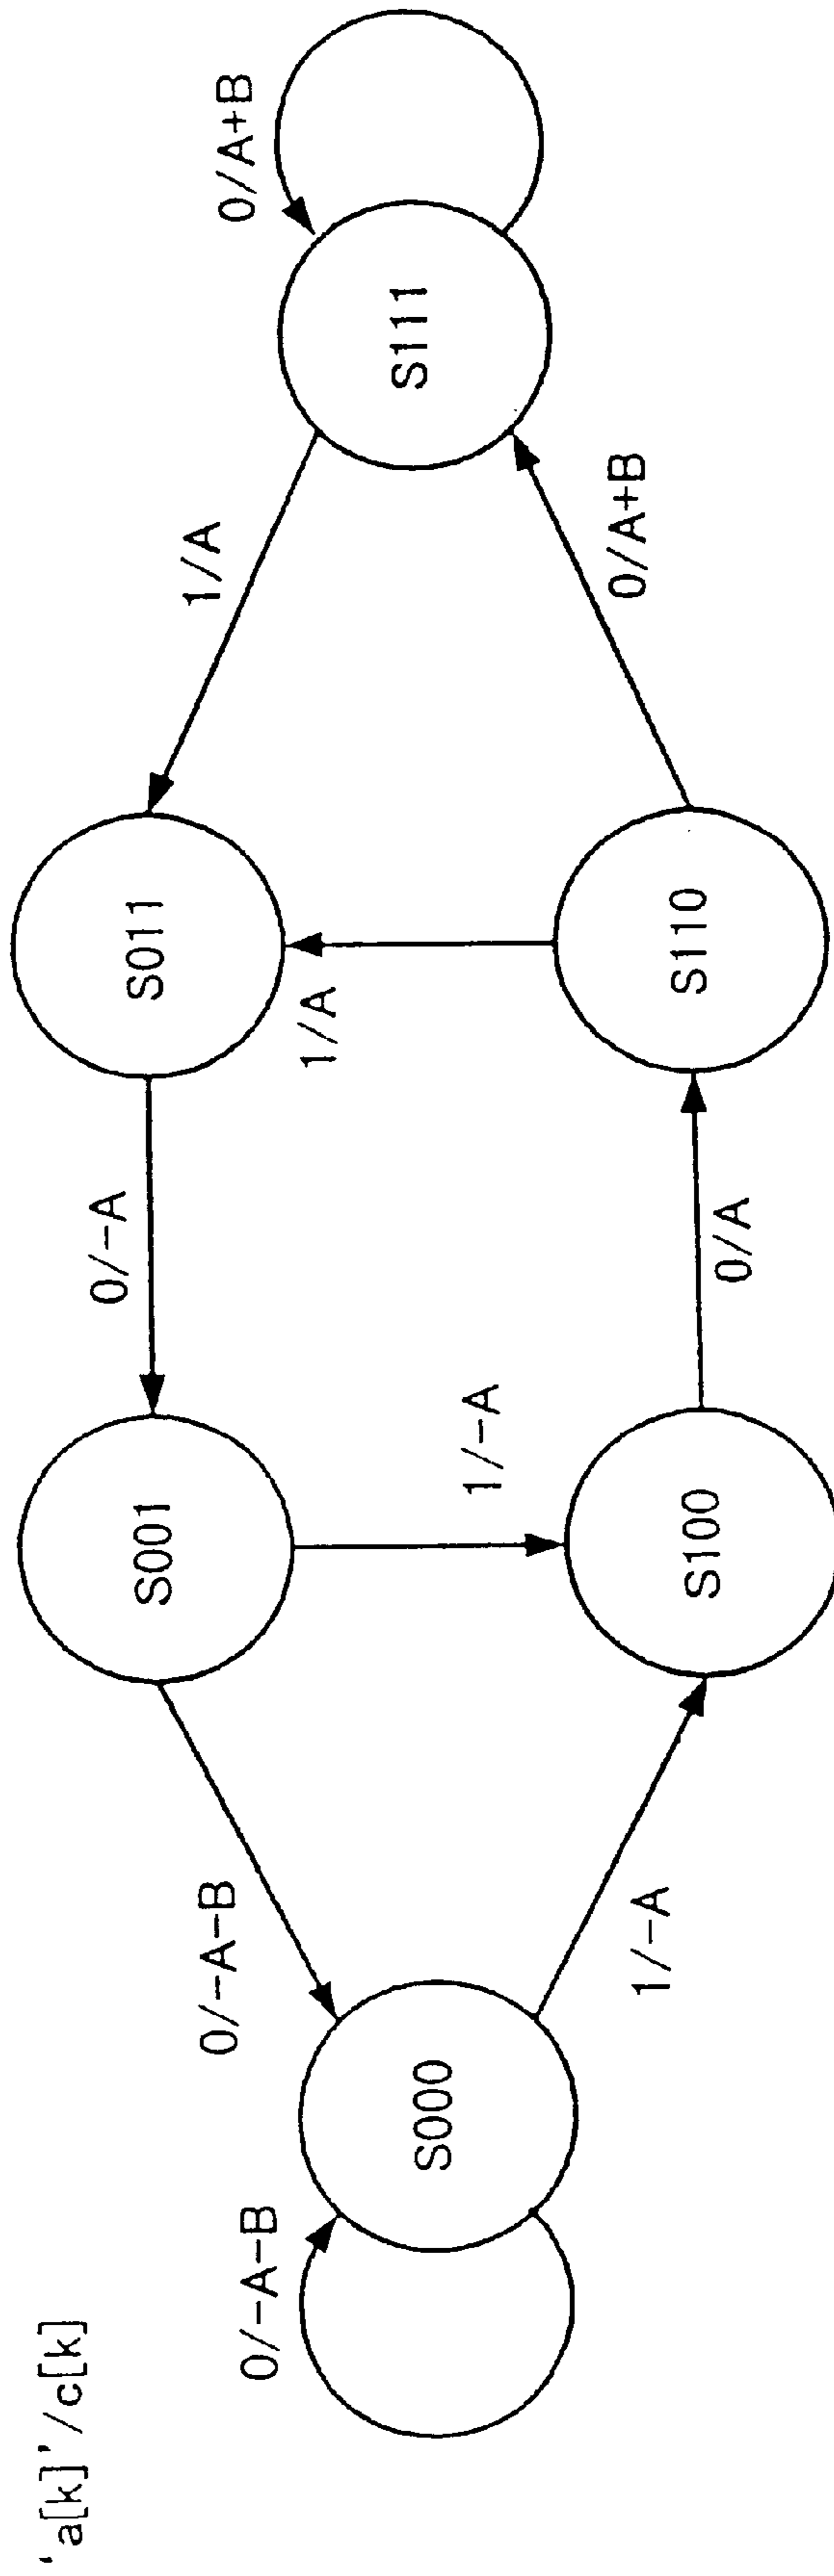 'a[k]'/c[k]
0/-A-B
S000
0/-A-B
1/-A
S001
S100
1/-A
0/-A
0/A
S011
S110
1/A
1/A
0/A+B
S111
0/A+B